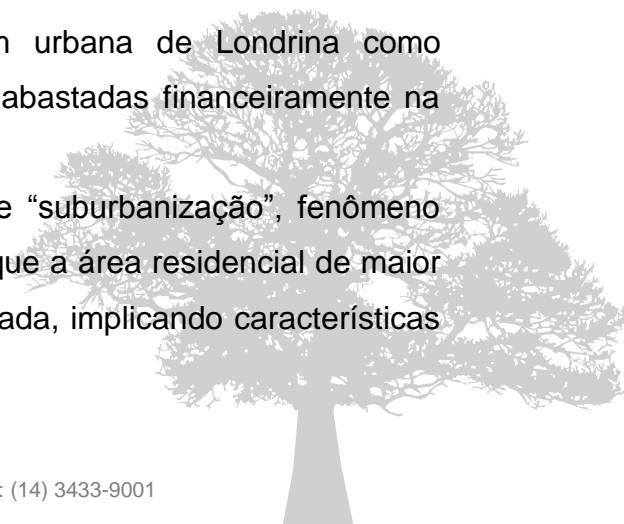 urbana de Londrina como
abastadas financeiramente na
“suburbanização”, fenômeno
que a área residencial de maior
implicando características
(14) 3433-9001